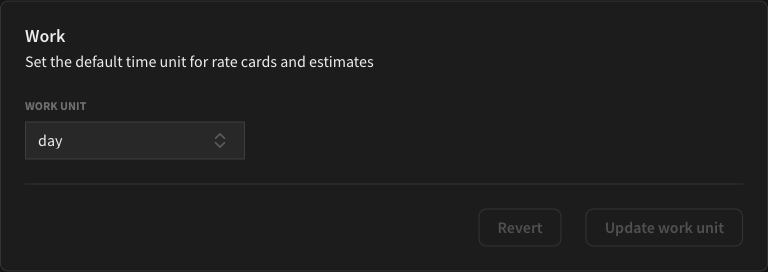 Work
Set the default time unit for rate cards and estimates
WORK UNIT
day
Revert
Update work unit